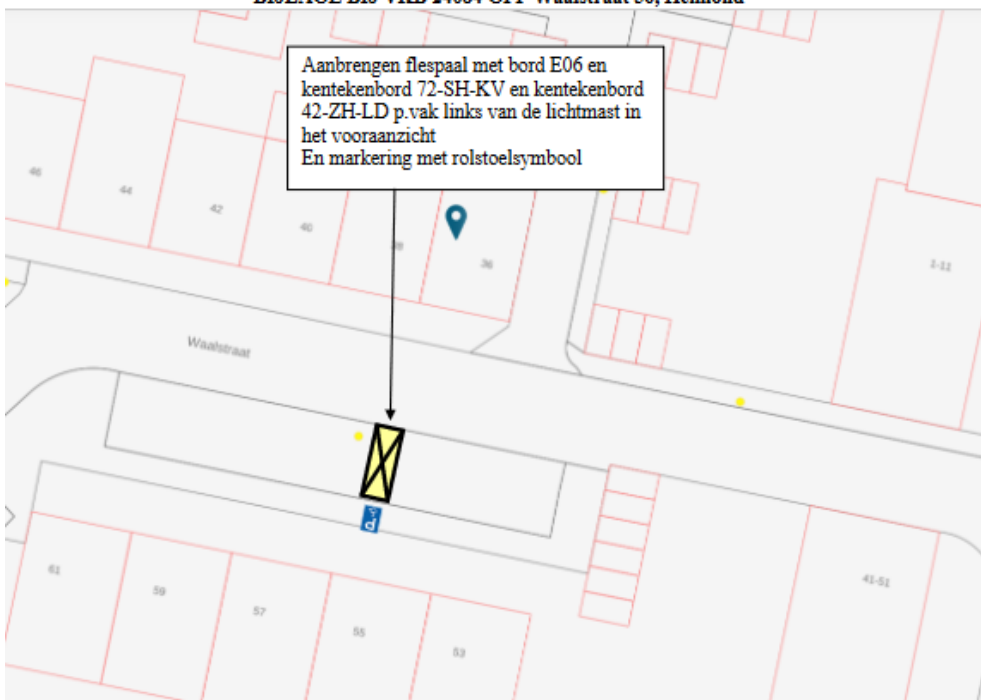 Aanbrengen flespaal met bord E06 en
kentekenbord 72-SH-KV en kentekenbord
42-ZH-LD p.vak links van de lichtmast in
het vooraanzicht
En markering met rolstoelsymbool
46
44
42
40
38
36
1-11
Waalstraat
61
59
57
55
53
41-51